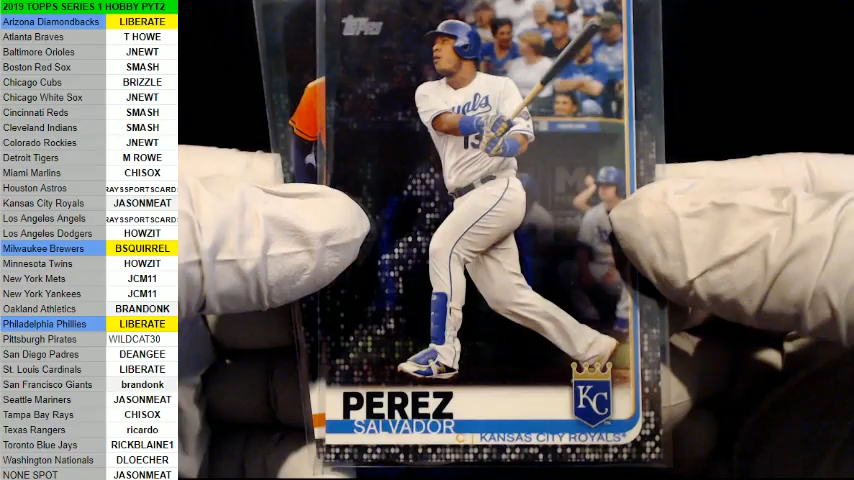 2019 TOPPS SERIES 1 HOBBY PYT2
Arizona Diamondbacks LIBERATE
Atlanta Braves T HOWE
Baltimore Orioles JNEWT
Boston Red Sox SMASH
Chicago Cubs BRIZZLE
Chicago White Sox JNEWT
Cincinnati Reds SMASH
Cleveland Indians SMASH
Colorado Rockies JNEWT
Detroit Tigers M ROWE
Miami Marlins CHISOX
Houston Astros RAYSSPORTSCARD
Kansas City Royals JASONMEAT
Los Angeles Angels RAYSSPORTSCARD
Los Angeles Dodgers HOWZIT
Milwaukee Brewers BSQUIRREL
Minnesota Twins HOWZIT
New York Mets JCM11
New York Yankees JCM11
Oakland Athletics BRANDONK
Philadelphia Phillies LIBERATE
Pittsburgh Pirates WILDCAT30
San Diego Padres DEANGEE
St. Louis Cardinals LIBERATE
San Francisco Giants brandonk
Seattle Mariners JASONMEAT
Tampa Bay Rays CHISOX
Texas Rangers ricardo
Toronto Blue Jays RICKBLAINE1
Washington Nationals DLOECHER
NONE SPOT JASONMEAT
Topps
Royals
13
KC
PEREZ
SALVADOR
C KANSAS CITY ROYALS